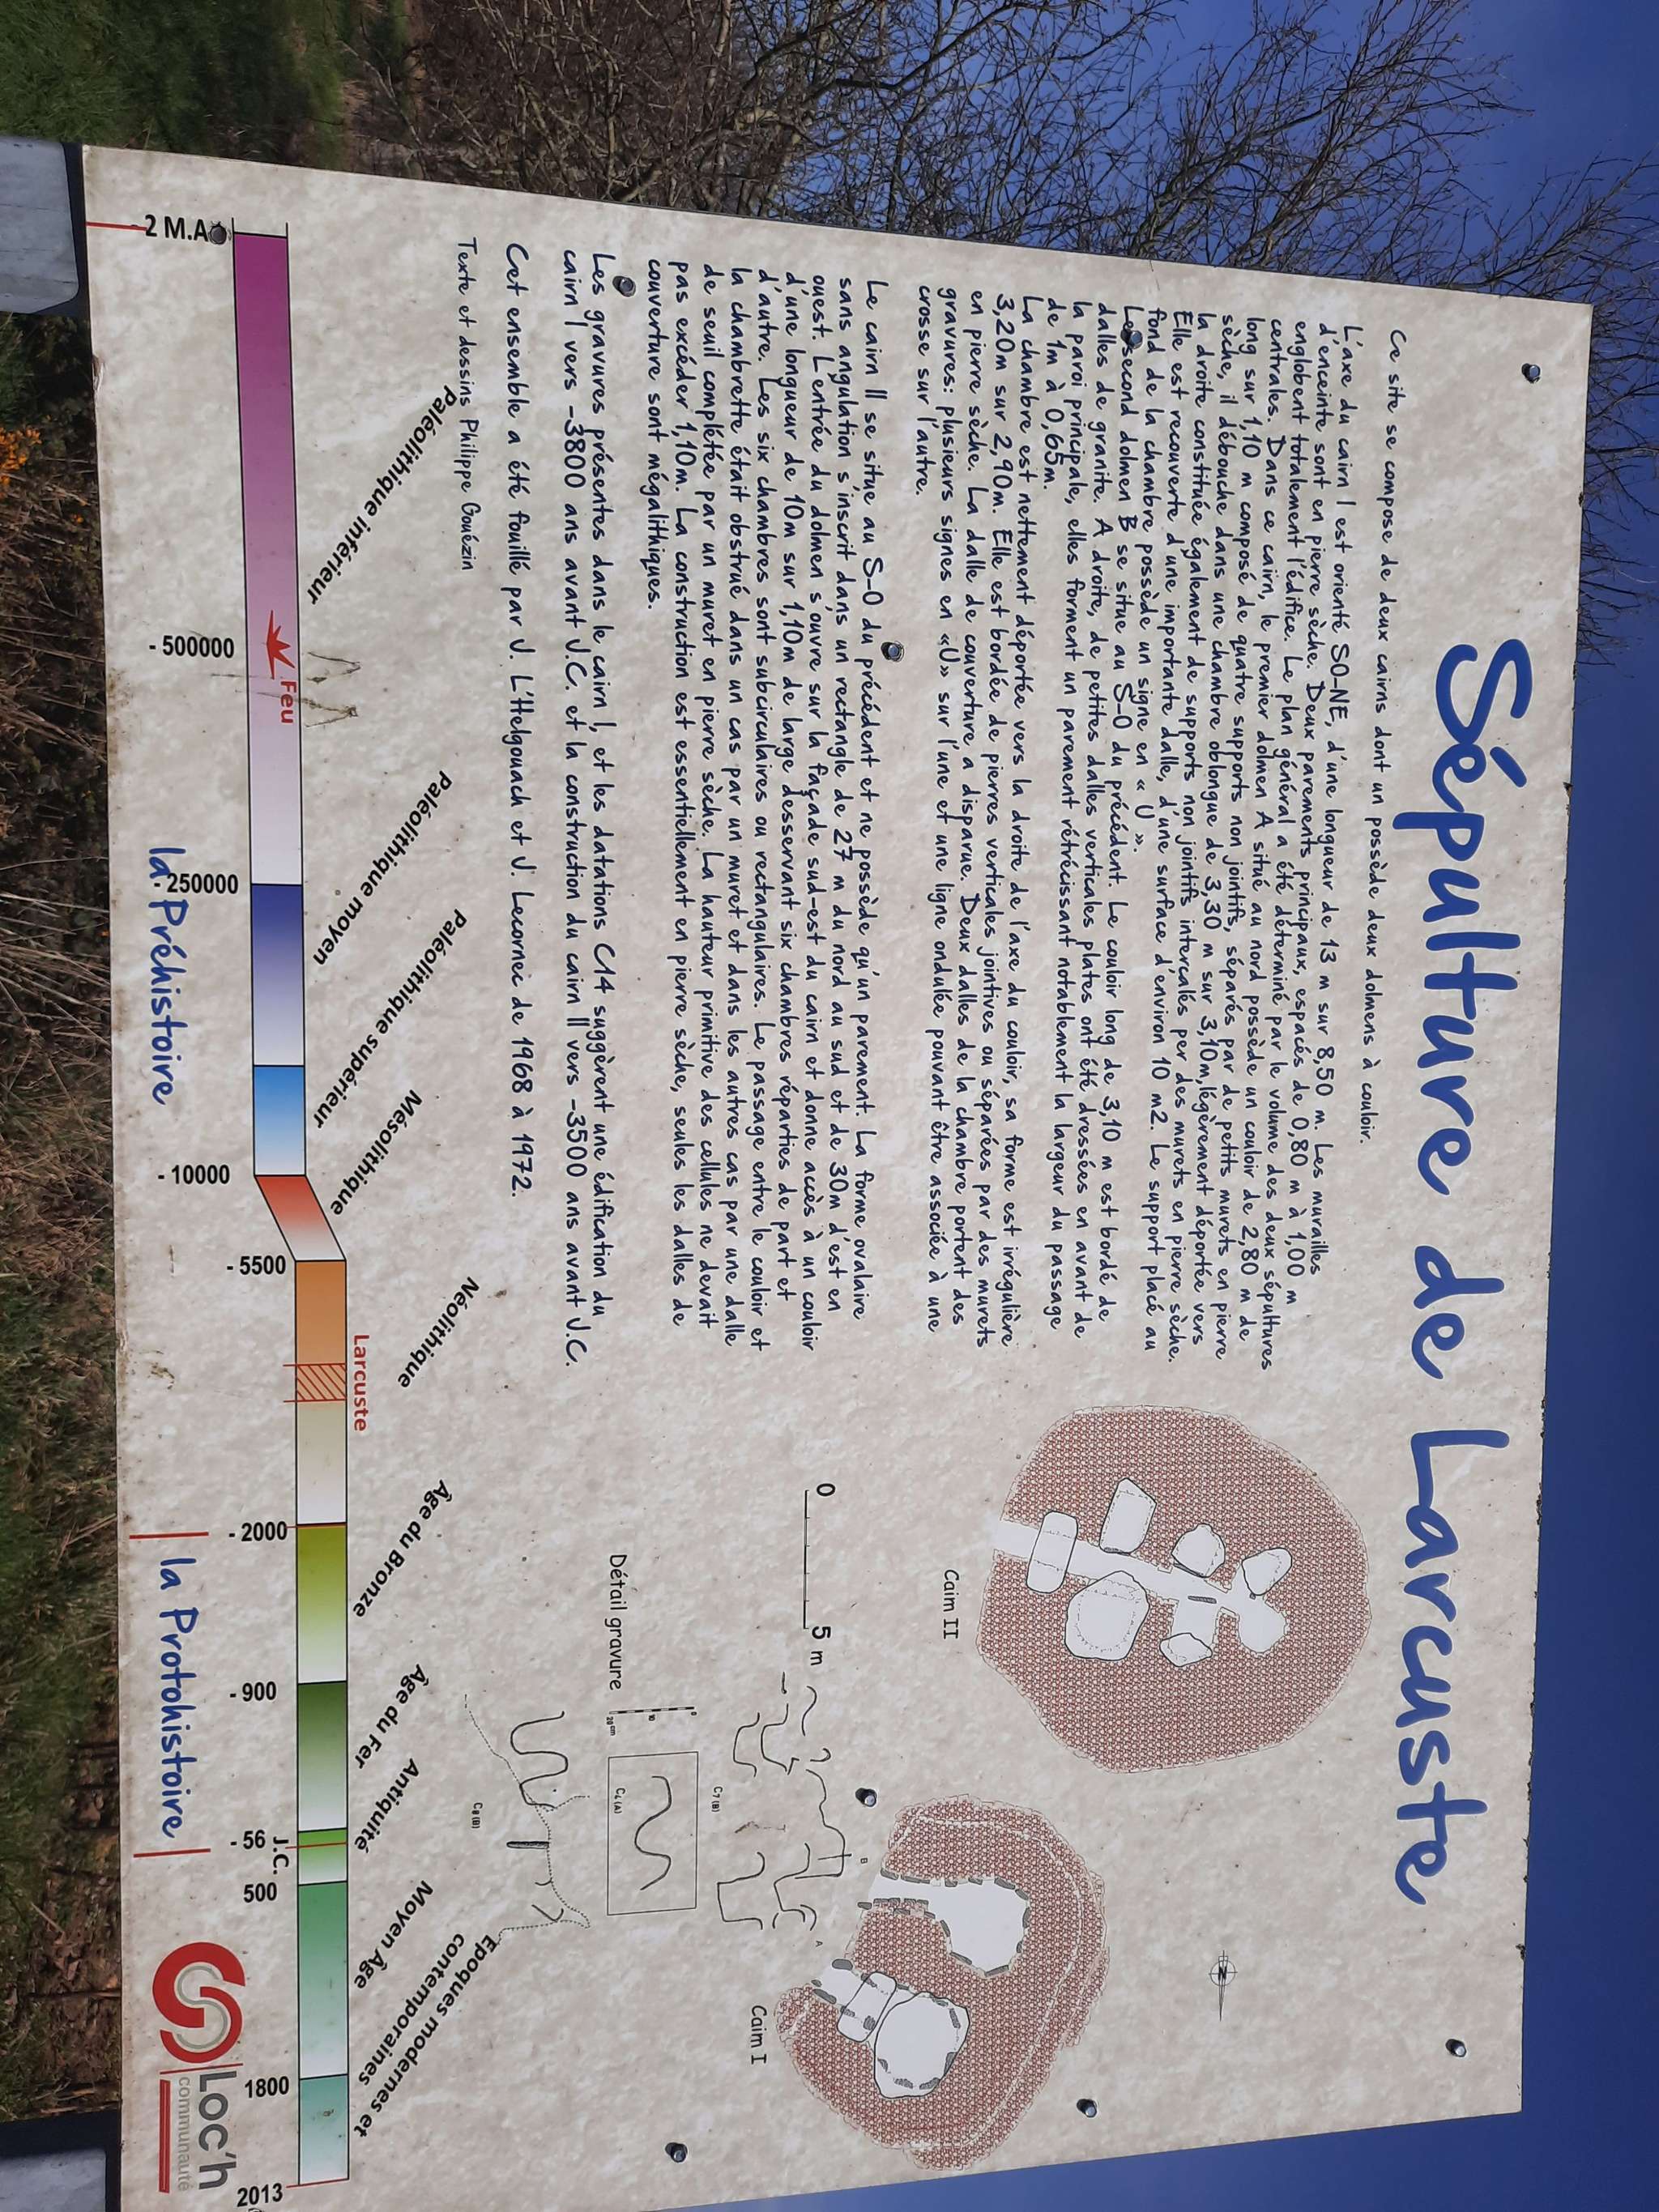 Sépulture de Larcuste
Ce site se compose de deux cairns dont un possède deux dolmens à couloir.
L'axe du cairn I est orienté SO-NE, d'une longueur de 13 m sur 8,50 m. Les murailles
d'enceinte sont en pierre sèche. Deux parements principaux, espacés de 0,80 m à 1,00 m
englobent totalement l'édifice. Le plan général a été déterminé par le volume des deux sépultures
centrales. Dans ce cairn, le premier dolmen A situé au nord possède un couloir de 2,80 m de
long sur 1,10 m composé de quatre supports non jointifs, séparés par de petits murets en pierre
sèche, il débouche dans une chambre oblongue de 3,30 m sur 3,10m,légèrement déportée vers
la droite constituée également de supports non jointifs intercalés per des murets en pierre sèche.
Elle est recouverte d'une importante dalle, d'une surface d'environ 10 m2. Le support placé au
fond de la chambre possède un signe en « U ».
Le second dolmen B se situe au S-O du précédent. Le couloir long de 3,10 m est bordé de
dalles de granite. A droite, de petites dalles verticales plates ont été dressées en avant de
la paroi principale, elles forment un parement rétrécissant notablement la largeur du passage
de 1m à 0,65m.
La chambre est nettement déportée vers la droite de l'axe du couloir, sa forme est irrégulière
3,20m sur 2,90m. Elle est bordée de pierres verticales jointives ou séparées par des murets
en pierre sèche. La dalle de couverture a disparue. Deux dalles de la chambre portent des
gravures: plusieurs signes en «U» sur l'une et une ligne ondulée pouvant être associée à une
crosse sur l'autre.
Le cairn II se situe au S-O du précédent et ne possède qu'un parement. La forme ovalaire
sans angulation s'inscrit dans un rectangle de 27 m du nord au sud et de 30m d'est en
ouest. L'entrée du dolmen s'ouvre sur la façade sud-est du cairn et donne accès à un couloir
d'une longueur de 10m sur 1,10m de large desservant six chambres réparties de part et
d'autre. Les six chambres sont subcirculaires ou rectangulaires. Le passage entre le couloir et
la chambrette était obstrué dans un cas par un muret et dans les autres cas par une dalle
de seuil complétée par un muret en pierre sèche. La hauteur primitive des cellules ne devait
pas excéder 1,10m. La construction est essentiellement en pierre sèche, seules les dalles de
couverture sont mégalithiques.
Les gravures présentes dans le cairn I, et les datations C14 suggèrent une édification du
cairn I vers -3800 ans avant J.C. et la construction du cairn II vers -3500 ans avant J.C.
Cet ensemble a été fouillé par J. L'Helgouach et J. Lecornec de 1968 à 1972.
Texte et dessins Philippe Gouézin
Cairn II
Cairn I
N
0 5 m
Détail gravure
0
10
20 cm
C7 (B)
B
A
C4 (A)
C8 (B)
Paléolithique inférieur
Paléolithique moyen
Paléolithique supérieur
Mésolithique
Néolithique
Âge du Bronze
Âge du Fer
Antiquité
Moyen Âge
Epoques modernes et
contemporaines
Feu
Larcuste
-2 M.A
- 500000
- 250000
- 10000
- 5500
- 2000
- 900
- 56
J.C.
500
1800
2013
la Préhistoire
la Protohistoire
Loc'h
communauté